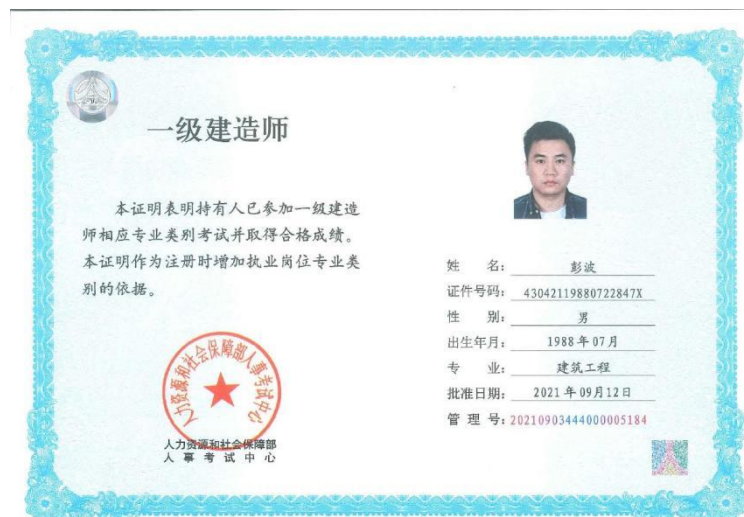 一级建造师
本证明表明持有人已参加一级建造
师相应专业类别考试并取得合格成绩。
本证明作为注册时增加执业岗位专业类
别的依据。
人力资源和社会保障部人事考试中心
人力资源和社会保障部
人事考试中心
姓 名: 彭波
证件号码: 43042119880722847X
性 别: 男
出生年月: 1988年07月
专 业: 建筑工程
批准日期: 2021年09月12日
管 理 号: 20210903444000005184